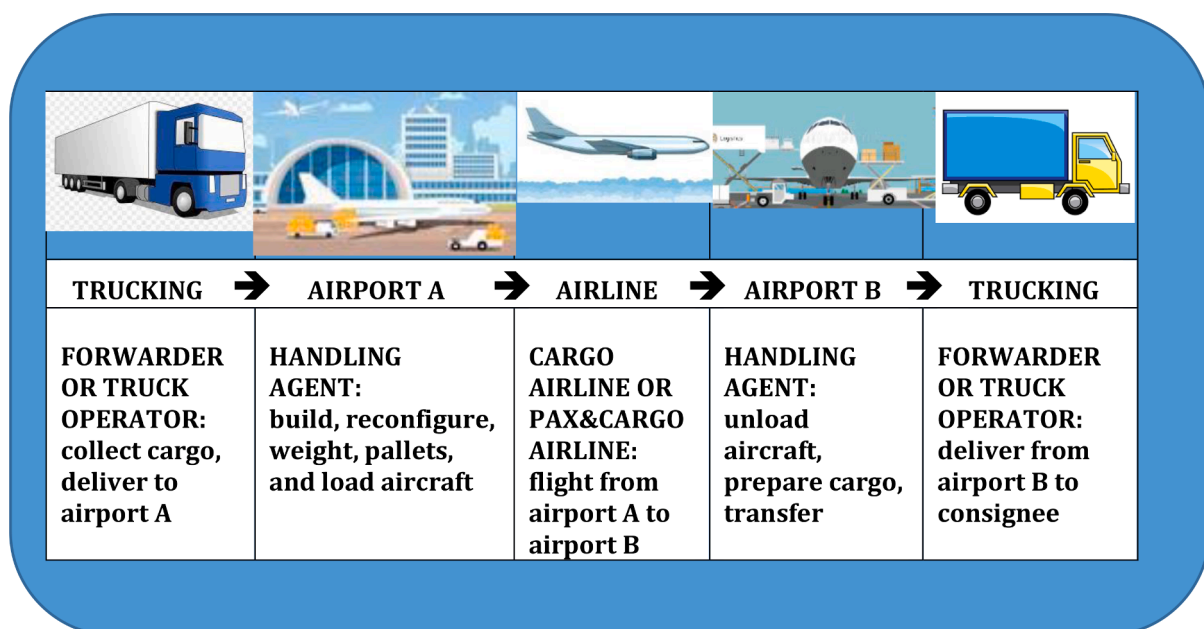 Logistics
TRUCKING ➔ AIRPORT A ➔ AIRLINE ➔ AIRPORT B ➔ TRUCKING
FORWARDER
OR TRUCK
OPERATOR:
collect cargo,
deliver to
airport A
HANDLING
AGENT:
build, reconfigure,
weight, pallets,
and load aircraft
CARGO
AIRLINE OR
PAX&CARGO
AIRLINE:
flight from
airport A to
airport B
HANDLING
AGENT:
unload
aircraft,
prepare cargo,
transfer
FORWARDER
OR TRUCK
OPERATOR:
deliver from
airport B to
consignee